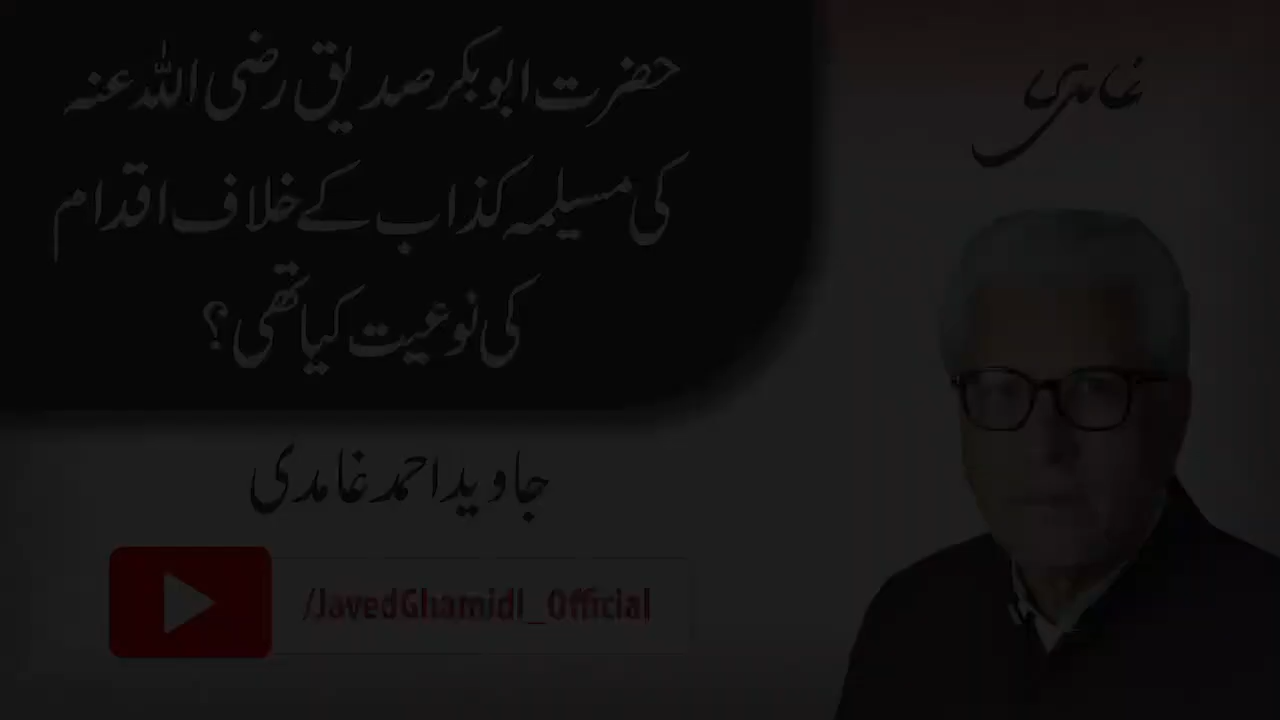 حضرت ابوبکر صدیق رضی اللہ عنہ
کی مسیلمہ کذاب کے خلاف اقدام
کی نوعیت کیا تھی؟
غامدی
جاوید احمد غامدی
/JavedGhamidI_Official